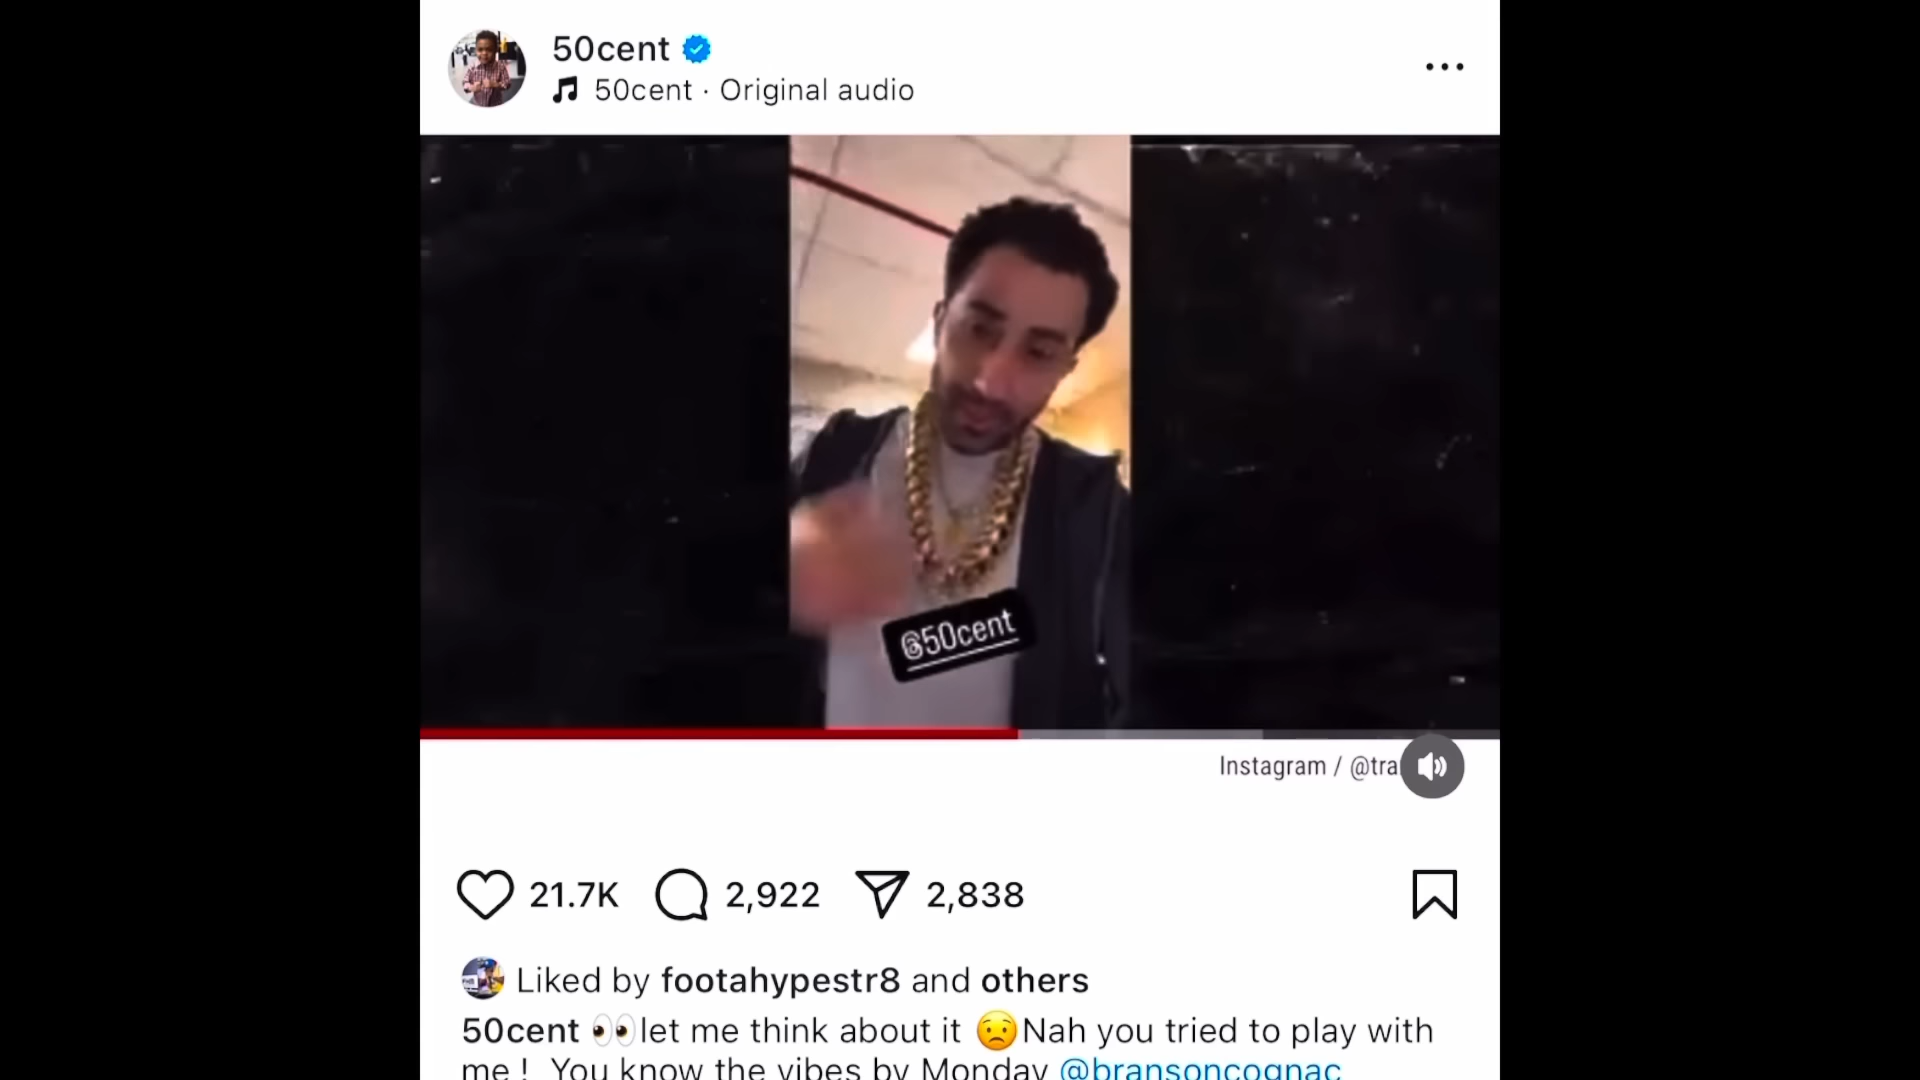 50cent
50cent · Original audio
@50cent
Instagram / @tra
21.7K 2,922 2,838
Liked by footahypestr8 and others
50cent 👀let me think about it 😟Nah you tried to play with
me ! You know the vibes by Monday @bransoncognac